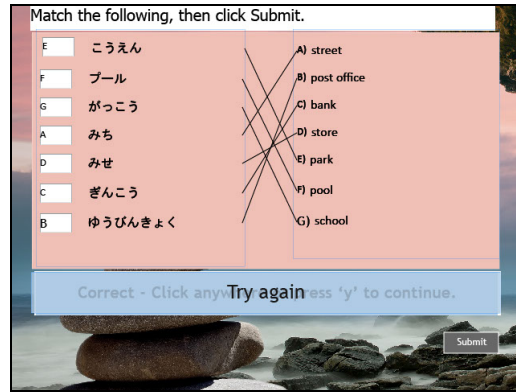 Match the following, then click Submit.
E こうえん A) street
F プール B) post office
G がっこう C) bank
A みち D) store
D みせ E) park
C ぎんこう F) pool
B ゆうびんきょく G) school
Correct - Click anywhere or press ‘y’ to continue.
Try again
Submit